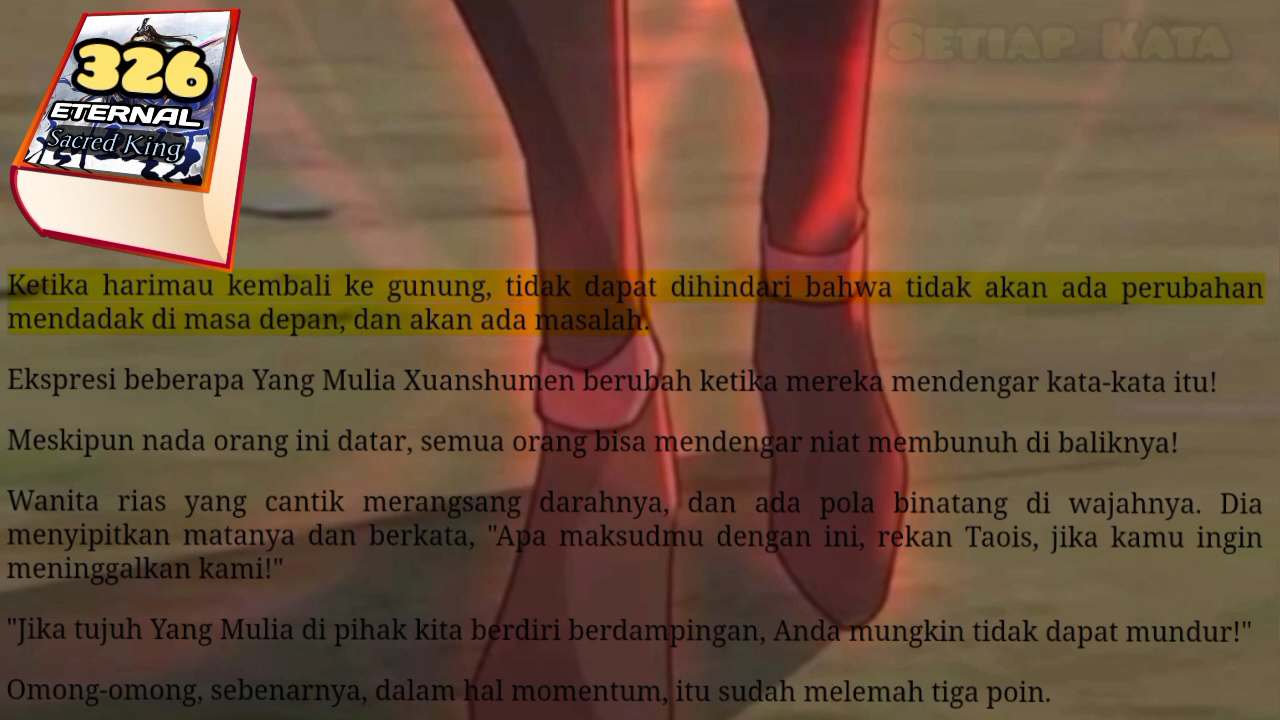 Setiap Kata
326
ETERNAL
Sacred King
Ketika harimau kembali ke gunung, tidak dapat dihindari bahwa tidak akan ada perubahan
mendadak di masa depan, dan akan ada masalah.
Ekspresi beberapa Yang Mulia Xuanshumen berubah ketika mereka mendengar kata-kata itu!
Meskipun nada orang ini datar, semua orang bisa mendengar niat membunuh di baliknya!
Wanita rias yang cantik merangsang darahnya, dan ada pola binatang di wajahnya. Dia
menyipitkan matanya dan berkata, "Apa maksudmu dengan ini, rekan Taois, jika kamu ingin
meninggalkan kami!"
"Jika tujuh Yang Mulia di pihak kita berdiri berdampingan, Anda mungkin tidak dapat mundur!"
Omong-omong, sebenarnya, dalam hal momentum, itu sudah melemah tiga poin.